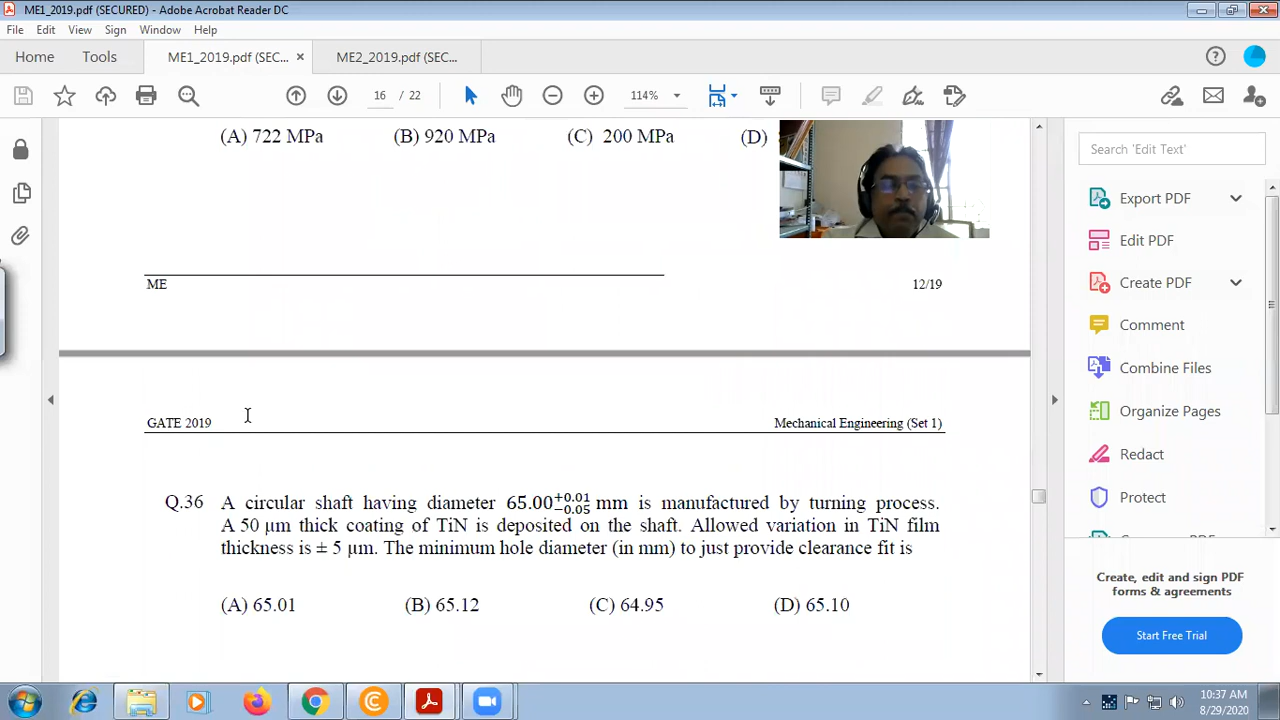 ME1_2019.pdf (SECURED) - Adobe Acrobat Reader DC
File Edit View Sign Window Help
Home Tools ME1_2019.pdf (SEC... × ME2_2019.pdf (SEC...
16 / 22 114%
(A) 722 MPa (B) 920 MPa (C) 200 MPa (D)
ME 12/19
GATE 2019 Mechanical Engineering (Set 1)
Q.36 A circular shaft having diameter 65.00 +0.01 −0.05 mm is manufactured by turning process.
A 50 μm thick coating of TiN is deposited on the shaft. Allowed variation in TiN film
thickness is ± 5 μm. The minimum hole diameter (in mm) to just provide clearance fit is
(A) 65.01 (B) 65.12 (C) 64.95 (D) 65.10
Search 'Edit Text'
Export PDF
Edit PDF
Create PDF
Comment
Combine Files
Organize Pages
Redact
Protect
Create, edit and sign PDF
forms & agreements
Start Free Trial
10:37 AM
8/29/2020